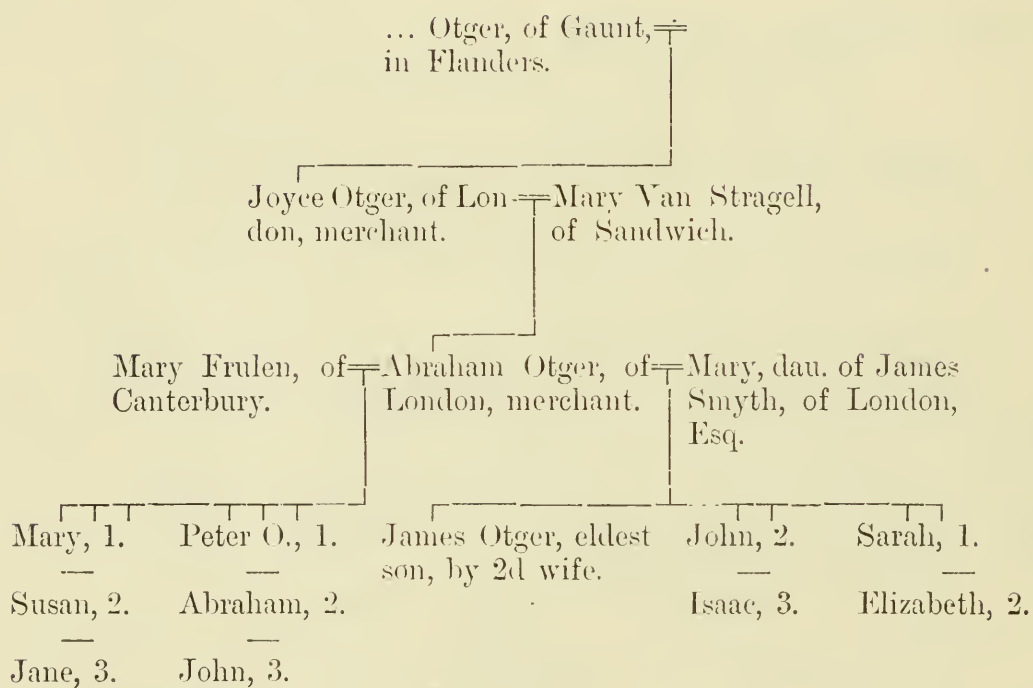 ... Otger, of Gaunt,
in Flanders.
Joyce Otger, of Lon-
don, merchant.
Mary Van Stragell,
of Sandwich.
Mary Frulen, of
Canterbury.
Abraham Otger, of
London, merchant.
Mary, dau. of James
Smyth, of London,
Esq.
Mary, 1.
Susan, 2.
Jane, 3.
Peter O., 1.
Abraham, 2.
John, 3.
James Otger, eldest
son, by 2d wife.
John, 2.
Isaac, 3.
Sarah, 1.
Elizabeth, 2.